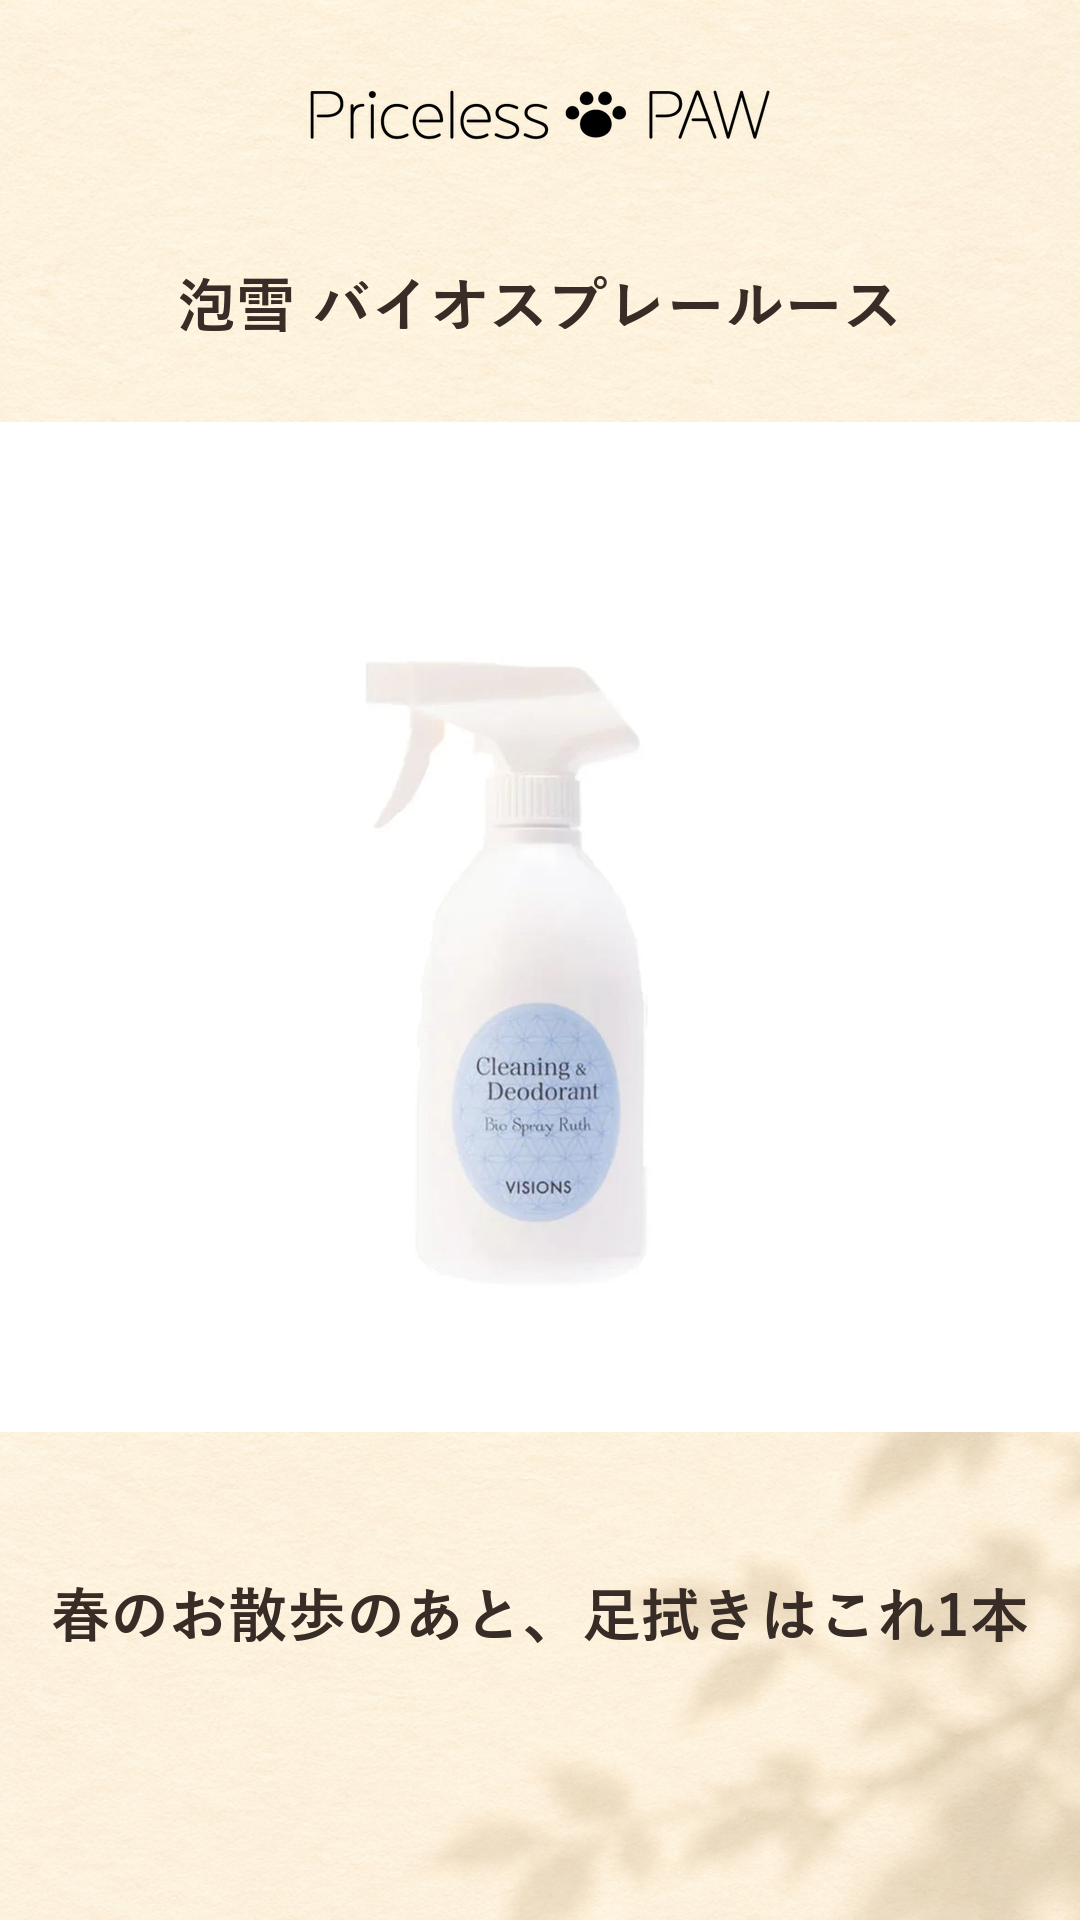 Priceless PAW
泡雪 バイオスプレールース
Cleaning &
Deodorant
Bio Spray Ruth
VISIONS
春のお散歩のあと、足拭きはこれ1本